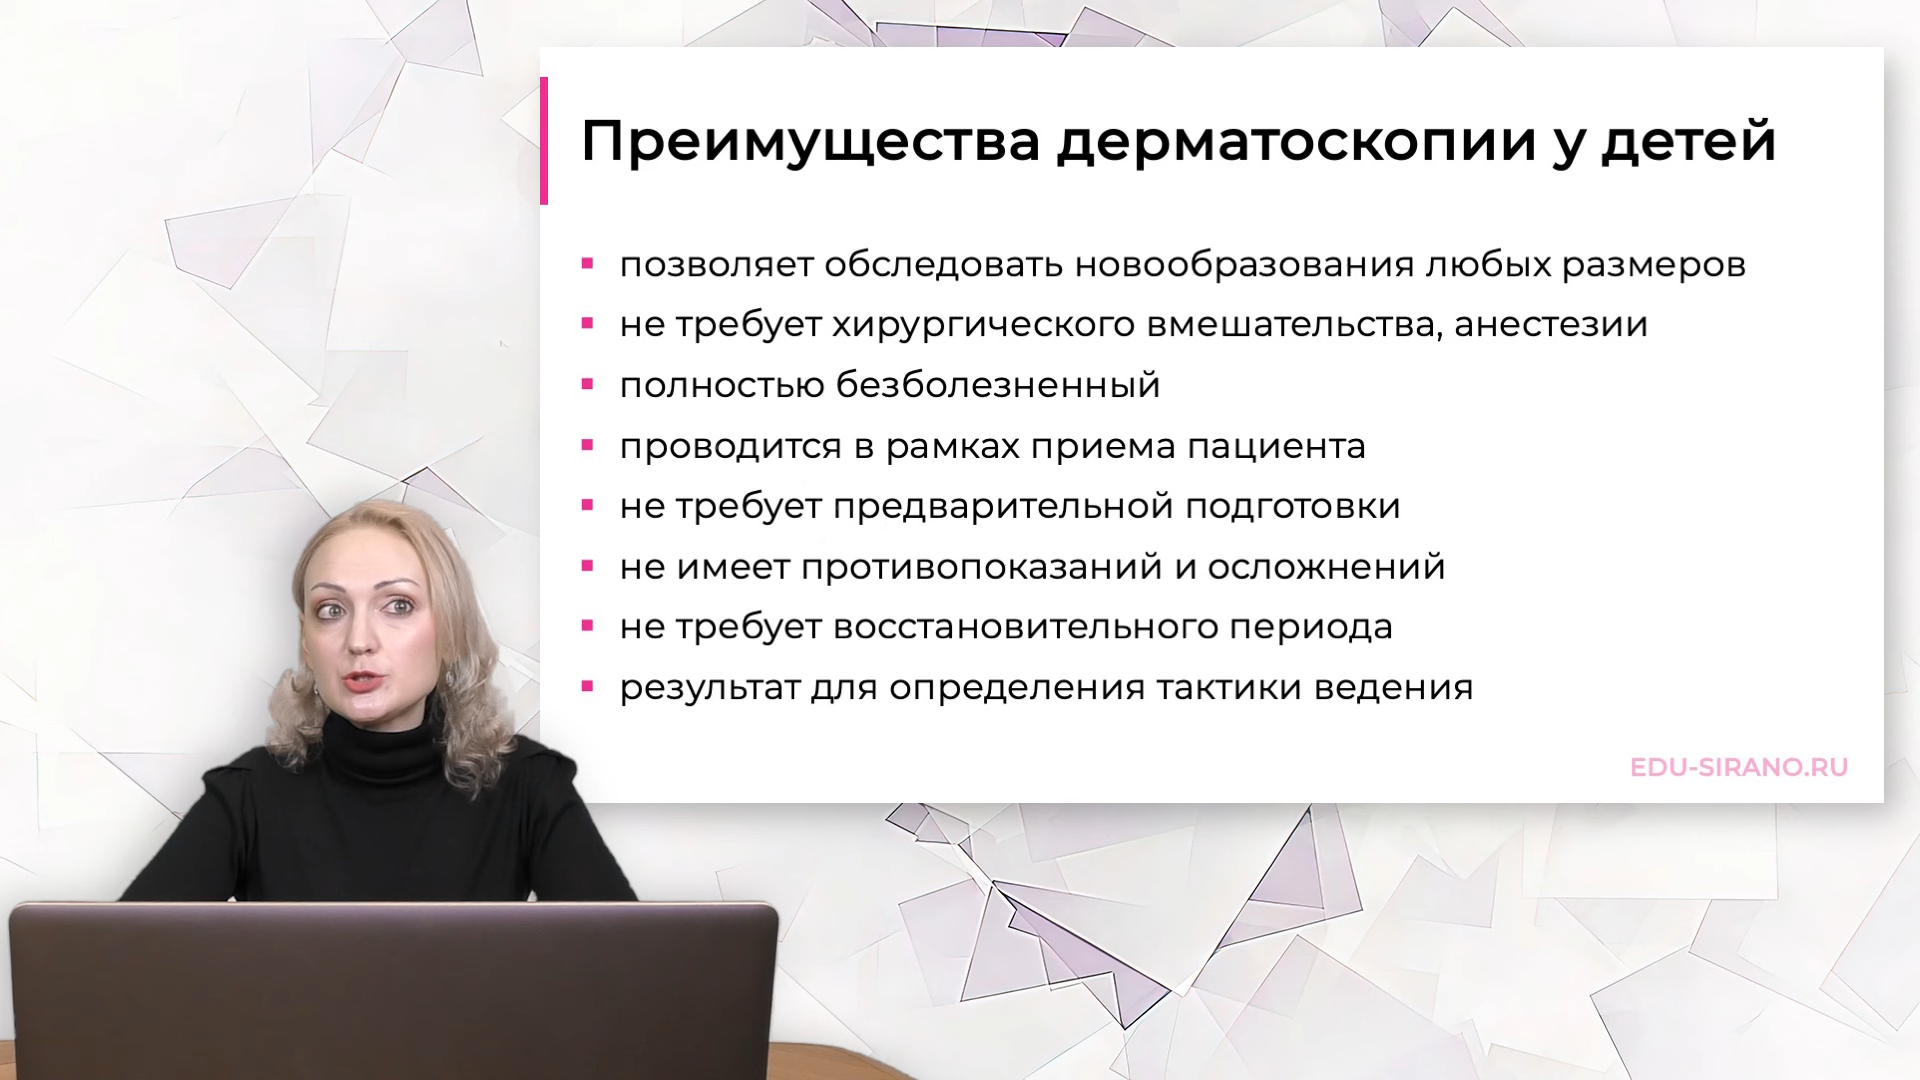 Преимущества дерматоскопии у детей
позволяет обследовать новообразования любых размеров
не требует хирургического вмешательства, анестезии
полностью безболезненный
проводится в рамках приема пациента
не требует предварительной подготовки
не имеет противопоказаний и осложнений
не требует восстановительного периода
результат для определения тактики ведения
EDU-SIRANO.RU